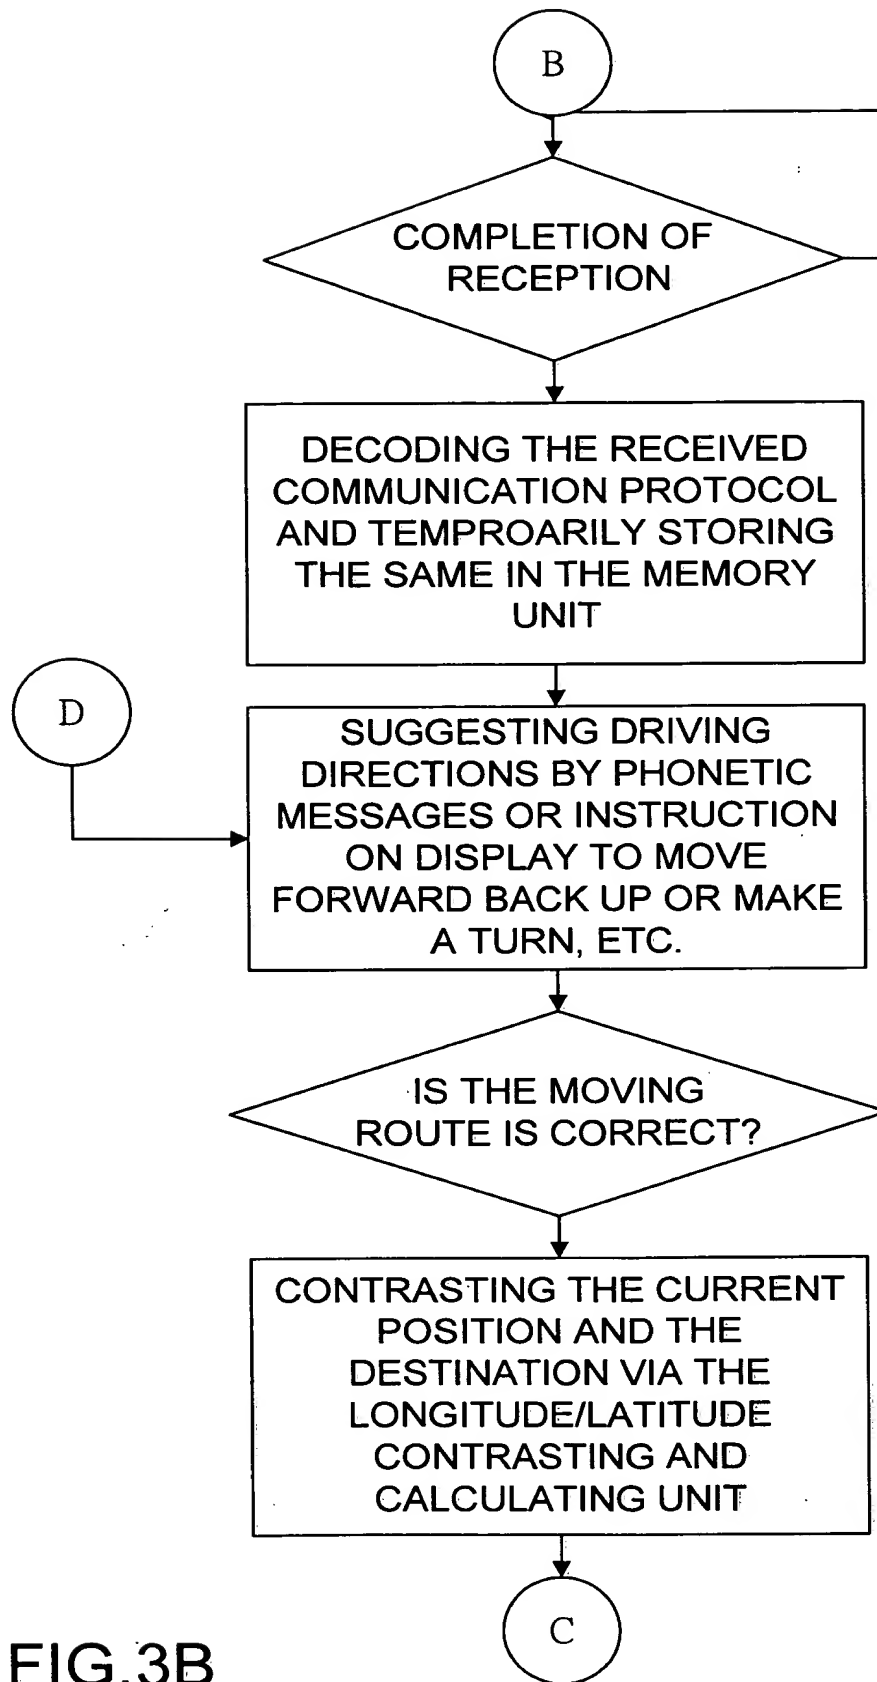 B
COMPLETION OF
RECEPTION
DECODING THE RECEIVED
COMMUNICATION PROTOCOL
AND TEMPROARILY STORING
THE SAME IN THE MEMORY
UNIT
D
SUGGESTING DRIVING
DIRECTIONS BY PHONETIC
MESSAGES OR INSTRUCTION
ON DISPLAY TO MOVE
FORWARD BACK UP OR MAKE
A TURN, ETC.
IS THE MOVING
ROUTE IS CORRECT?
CONTRASTING THE CURRENT
POSITION AND THE
DESTINATION VIA THE
LONGITUDE/LATITUDE
CONTRASTING AND
CALCULATING UNIT
C
FIG.3B